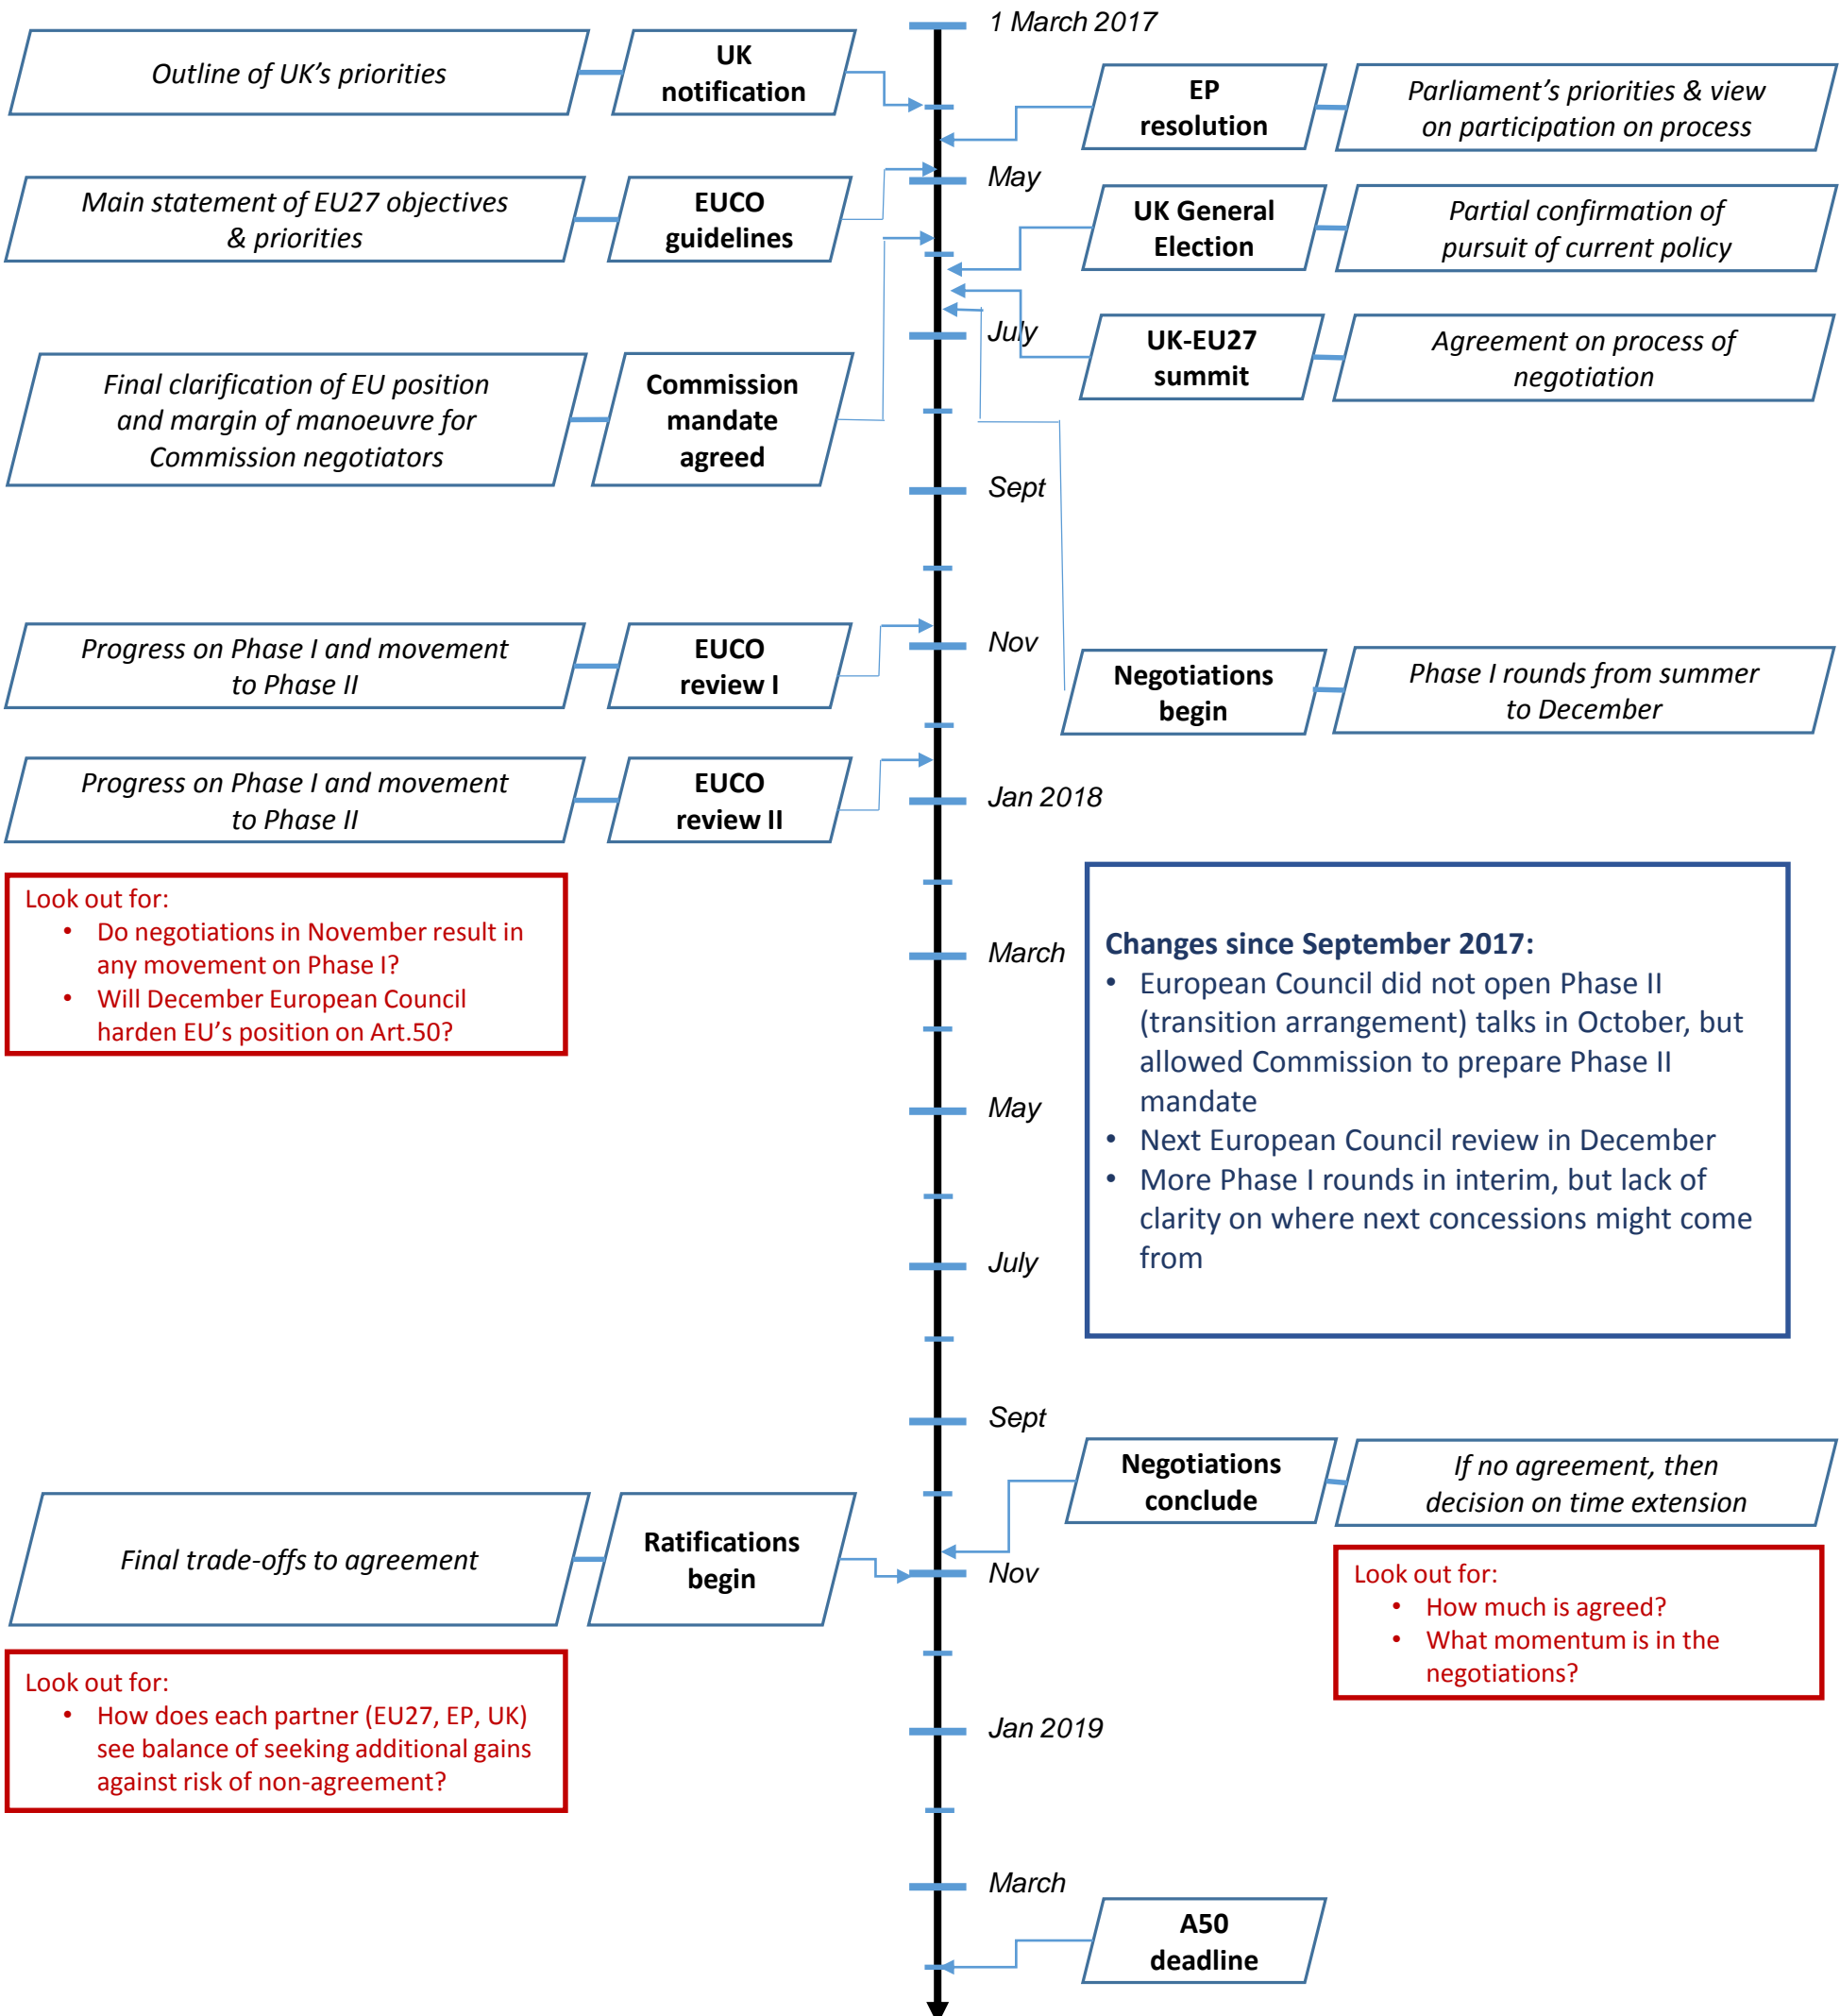 1 March 2017
Outline of UK's priorities
UK
notification
EP
resolution
Parliament's priorities & view
on participation on process
May
Main statement of EU27 objectives
& priorities
EUCO
guidelines
UK General
Election
Partial confirmation of
pursuit of current policy
July
UK-EU27
summit
Agreement on process of
negotiation
Final clarification of EU position
and margin of manoeuvre for
Commission negotiators
Commission
mandate
agreed
Sept
Nov
Progress on Phase I and movement
to Phase II
EUCO
review I
Negotiations
begin
Phase I rounds from summer
to December
Progress on Phase I and movement
to Phase II
EUCO
review II
Jan 2018
Look out for:
• Do negotiations in November result in
any movement on Phase I?
• Will December European Council
harden EU's position on Art.50?
March
Changes since September 2017:
• European Council did not open Phase II
(transition arrangement) talks in October, but
allowed Commission to prepare Phase II
mandate
• Next European Council review in December
• More Phase I rounds in interim, but lack of
clarity on where next concessions might come
from
May
July
Sept
Negotiations
conclude
If no agreement, then
decision on time extension
Final trade-offs to agreement
Ratifications
begin
Nov
Look out for:
• How much is agreed?
• What momentum is in the
negotiations?
Look out for:
• How does each partner (EU27, EP, UK)
see balance of seeking additional gains
against risk of non-agreement?
Jan 2019
March
A50
deadline